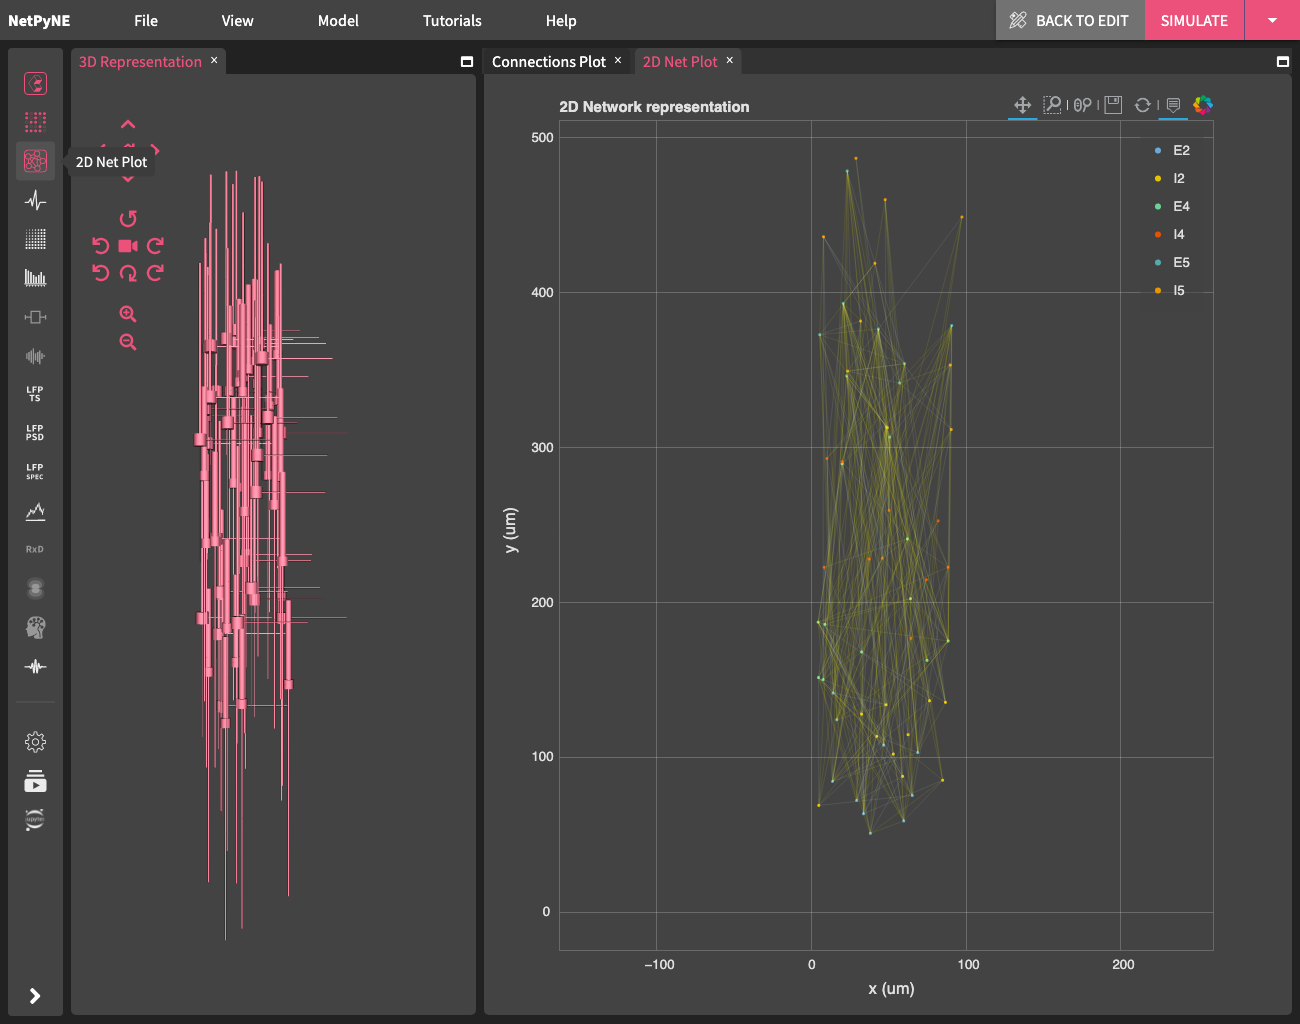 NetPyNE File View Model Tutorials Help BACK TO EDIT SIMULATE
3D Representation × Connections Plot × 2D Net Plot ×
2D Net Plot
LFP
TS
LFP
PSD
LFP
SPEC
RxD
jupyter
2D Network representation
E2
I2
E4
I4
E5
I5
500
400
300
200
100
0
y (um)
−100 0 100 200
x (um)